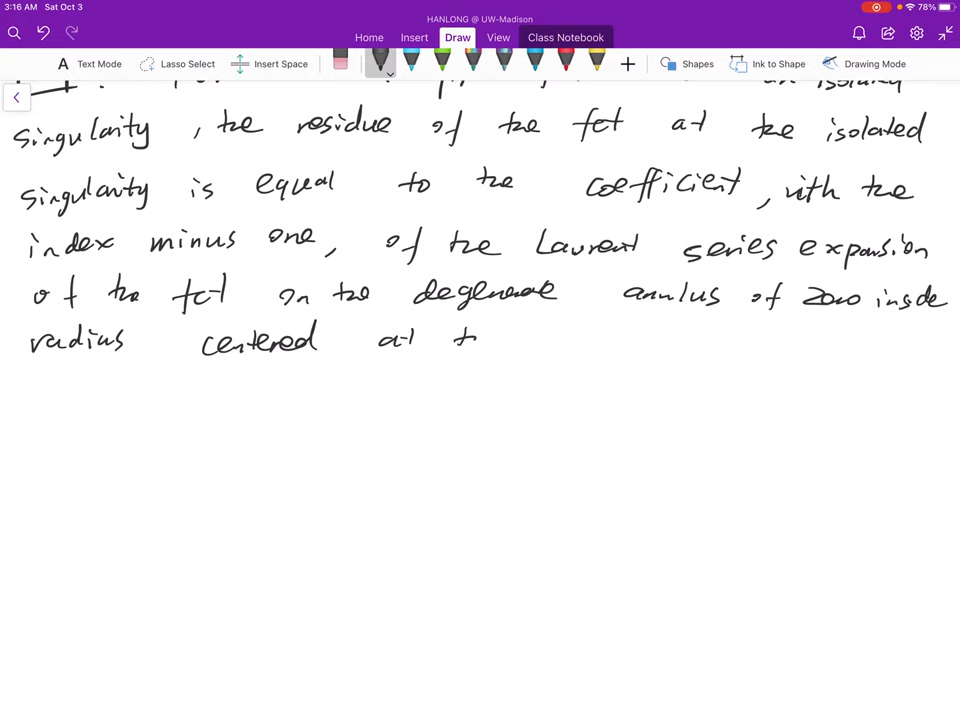 3:16 AM Sat Oct 3
78%
HANLONG @ UW-Madison
Home Insert Draw View Class Notebook
Text Mode Lasso Select Insert Space Shapes Ink to Shape Drawing Mode
singularity, the residue of the fct at the isolated
singularity is equal to the coefficient, with the
index minus one, of the Laurent series expansion
of the fct on the degenerate annulus of zero inside
radius centered at t